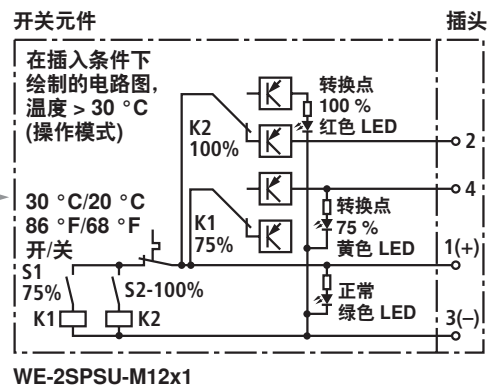 开关元件
插头
在插入条件下
绘制的电路图，
温度 > 30 °C
(操作模式)
转换点
100 %
红色 LED
K2
100%
2
4
30 °C/20 °C
86 °F/68 °F
开/关
K1
75%
转换点
75 %
黄色 LED
1(+)
S1
75%
S2-100%
正常
绿色 LED
K1
K2
3(–)
WE-2SPSU-M12x1